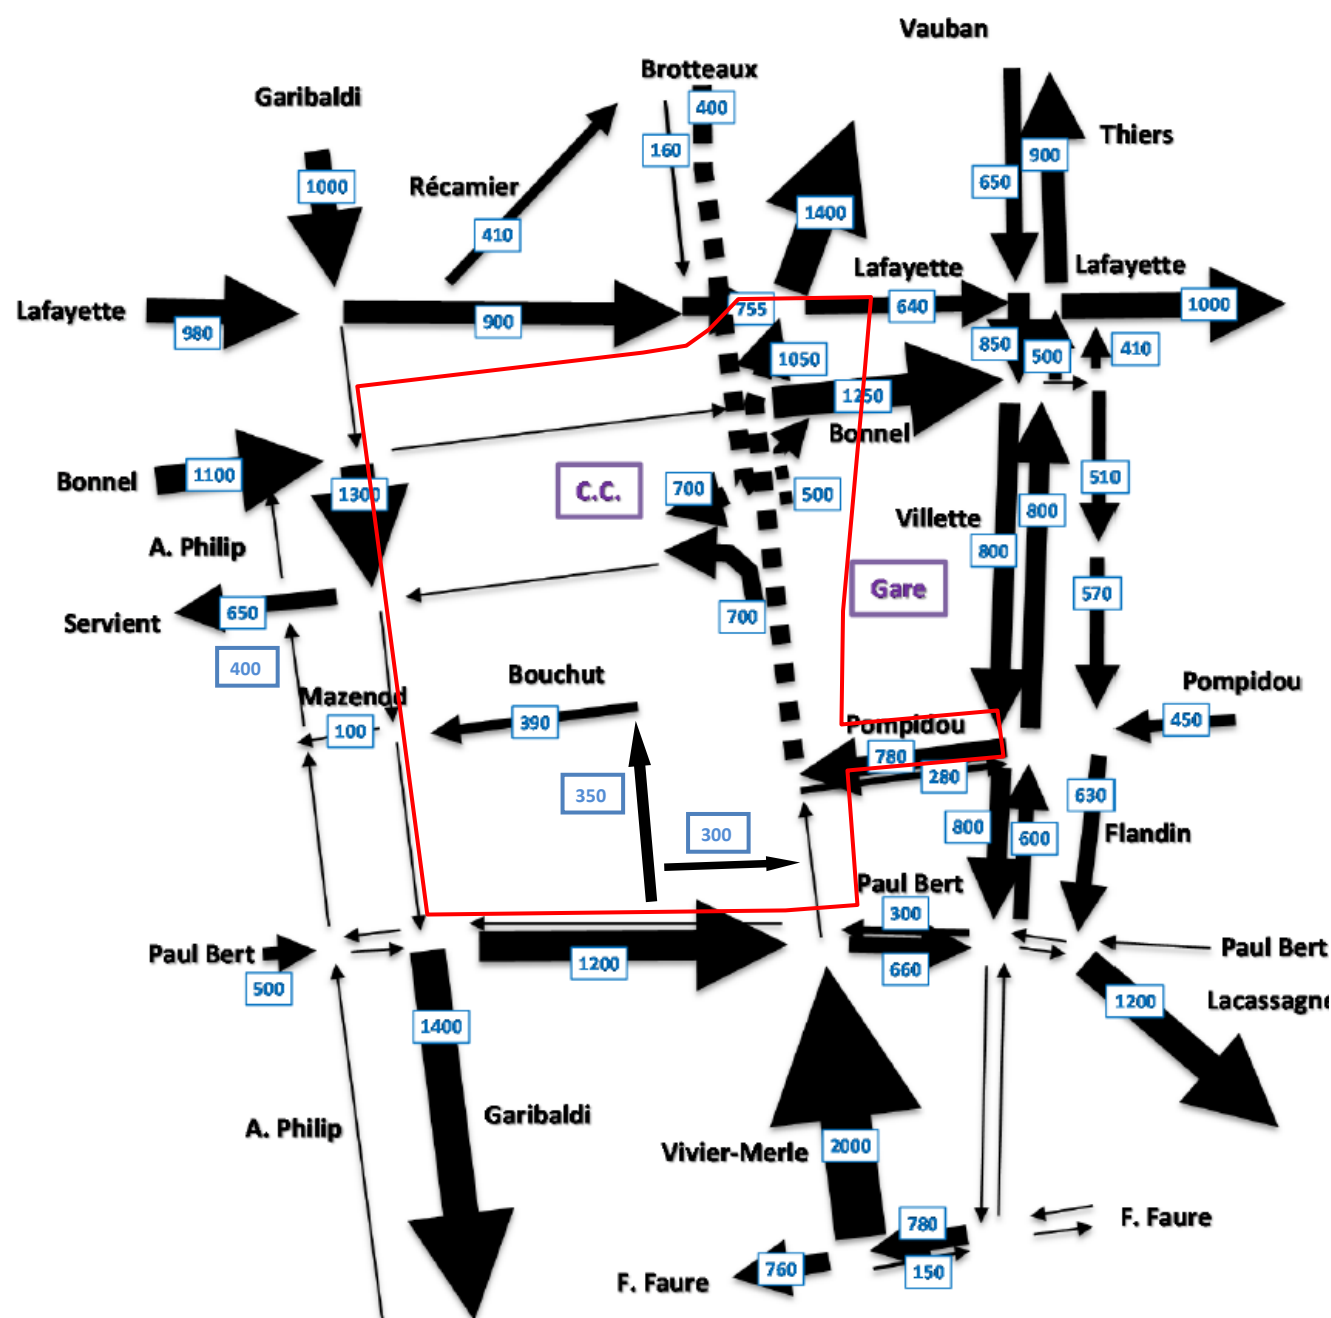 Vauban
Brotteaux
Garibaldi
400
Thiers
160
900
1000
Récamier
650
1400
410
Lafayette
Lafayette
Lafayette
980
900
755
640
1000
850
500
410
1050
1250
Bonnel
Bonnel
1100
1300
C.C.
700
500
510
Villette
800
A. Philip
800
Gare
570
Servient
650
700
400
Bouchut
Pompidou
Mazenod
100
390
Pompidou
450
780
280
350
630
300
800
600
Flandin
Paul Bert
300
Paul Bert
500
1200
660
Paul Bert
Lacassagne
1200
1400
A. Philip
Garibaldi
Vivier-Merle
2000
780
F. Faure
760
150
F. Faure